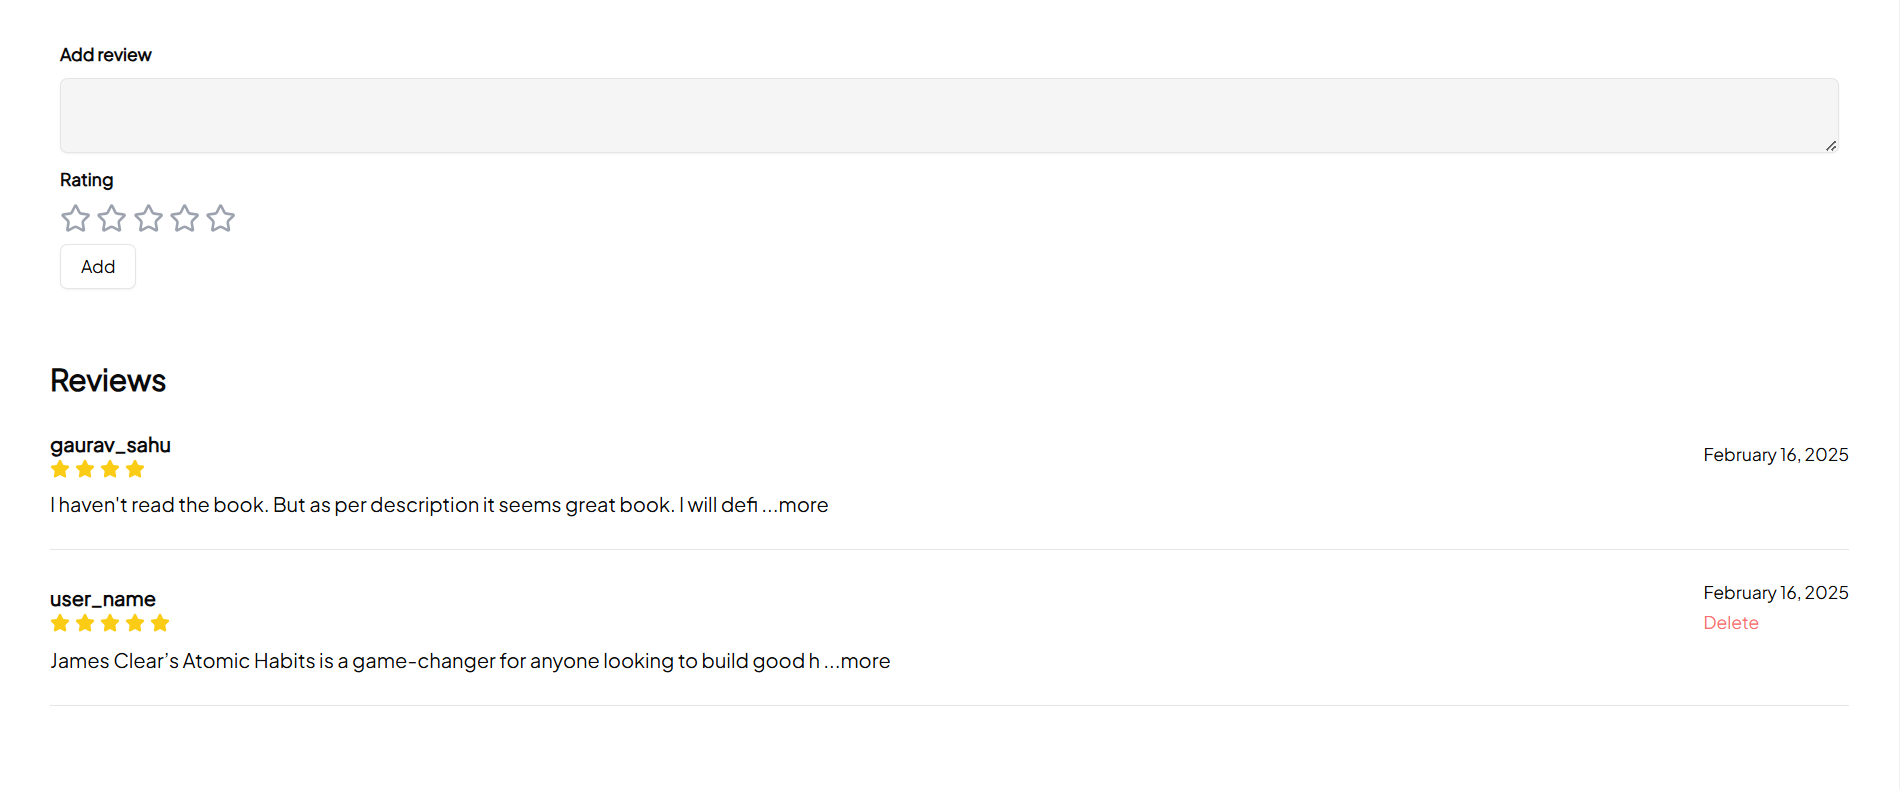 Add review
Rating
Add
Reviews
gaurav_sahu
February 16, 2025
I haven't read the book. But as per description it seems great book. I will defi ...more
user_name
February 16, 2025
Delete
James Clear’s Atomic Habits is a game-changer for anyone looking to build good h ...more